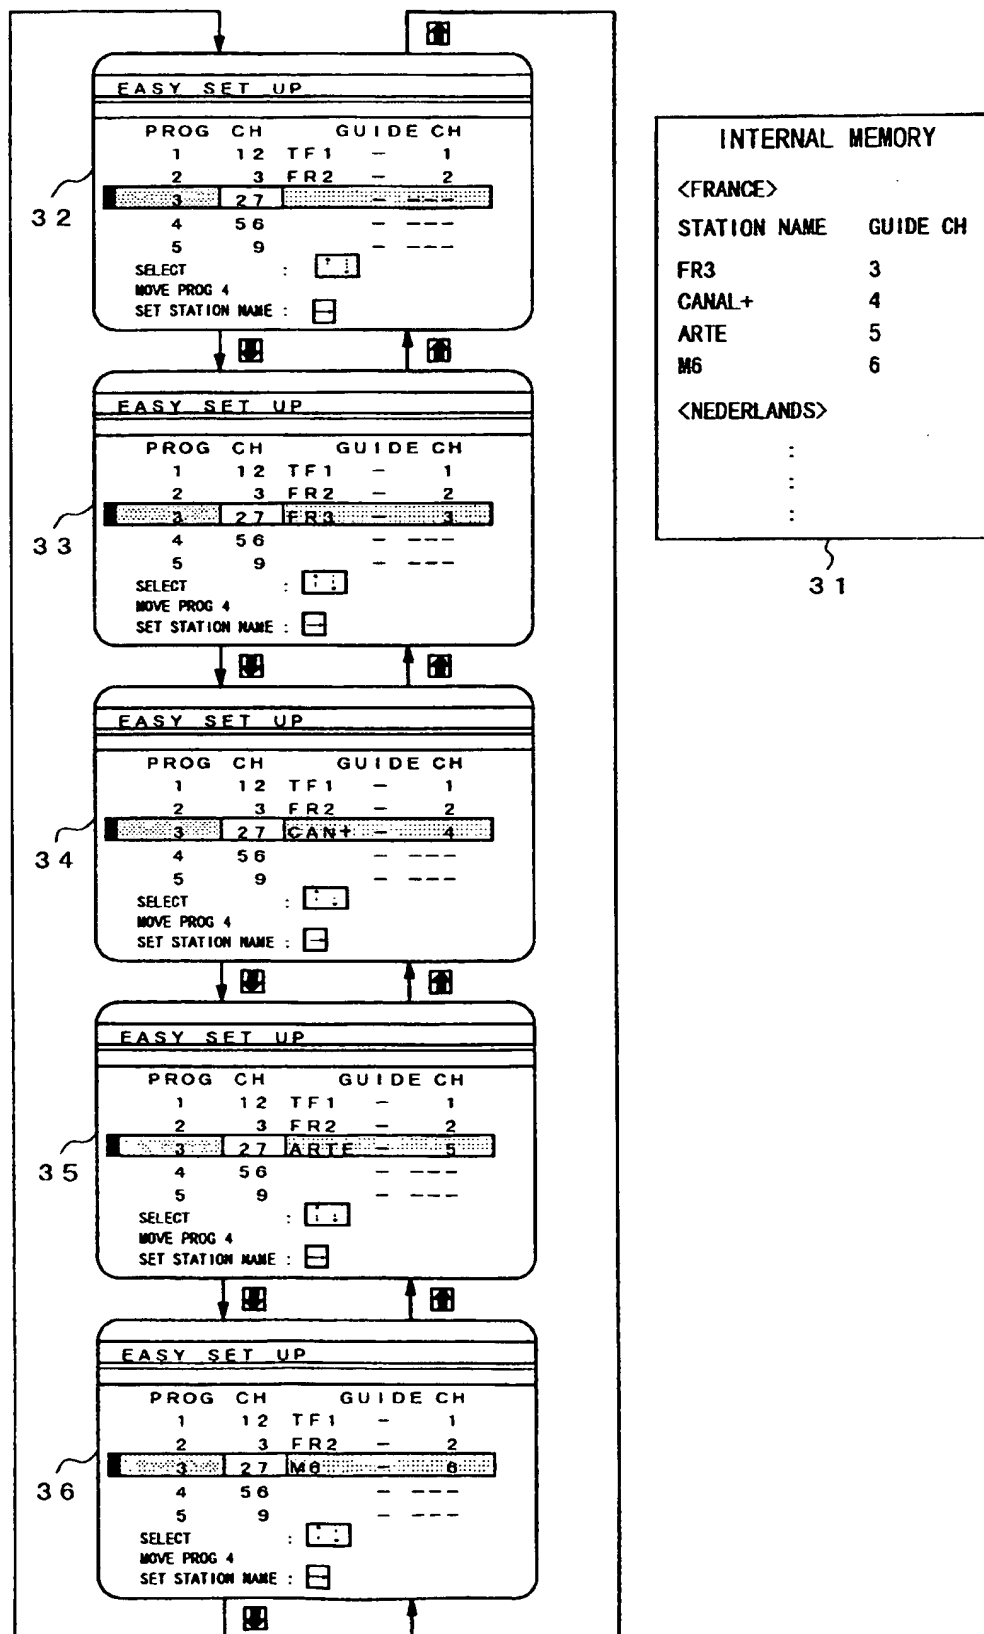 EASY SET UP
PROG CH GUIDE CH
1 12 TF1 - 1
2 3 FR2 - 2
3 27 - ---
4 56 - ---
5 9 - ---
SELECT :
MOVE PROG 4
SET STATION NAME : →
32
EASY SET UP
PROG CH GUIDE CH
1 12 TF1 - 1
2 3 FR2 - 2
3 27 FR3 - 3
4 56 - ---
5 9 - ---
SELECT :
MOVE PROG 4
SET STATION NAME : →
33
EASY SET UP
PROG CH GUIDE CH
1 12 TF1 - 1
2 3 FR2 - 2
3 27 CAN+ - 4
4 56 - ---
5 9 - ---
SELECT :
MOVE PROG 4
SET STATION NAME : →
34
EASY SET UP
PROG CH GUIDE CH
1 12 TF1 - 1
2 3 FR2 - 2
3 27 ARTE - 5
4 56 - ---
5 9 - ---
SELECT :
MOVE PROG 4
SET STATION NAME : →
35
EASY SET UP
PROG CH GUIDE CH
1 12 TF1 - 1
2 3 FR2 - 2
3 27 M6 - 6
4 56 - ---
5 9 - ---
SELECT :
MOVE PROG 4
SET STATION NAME : →
36
INTERNAL MEMORY
<FRANCE>
STATION NAME GUIDE CH
FR3 3
CANAL+ 4
ARTE 5
M6 6
<NEDERLANDS>
:
:
:
31